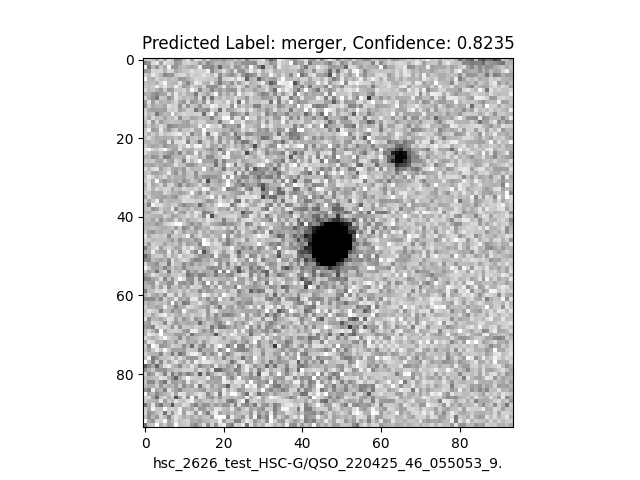 Predicted Label: merger, Confidence: 0.8235
0
20
40
60
80
0 20 40 60 80
hsc_2626_test_HSC-G/QSO_220425_46_055053_9.